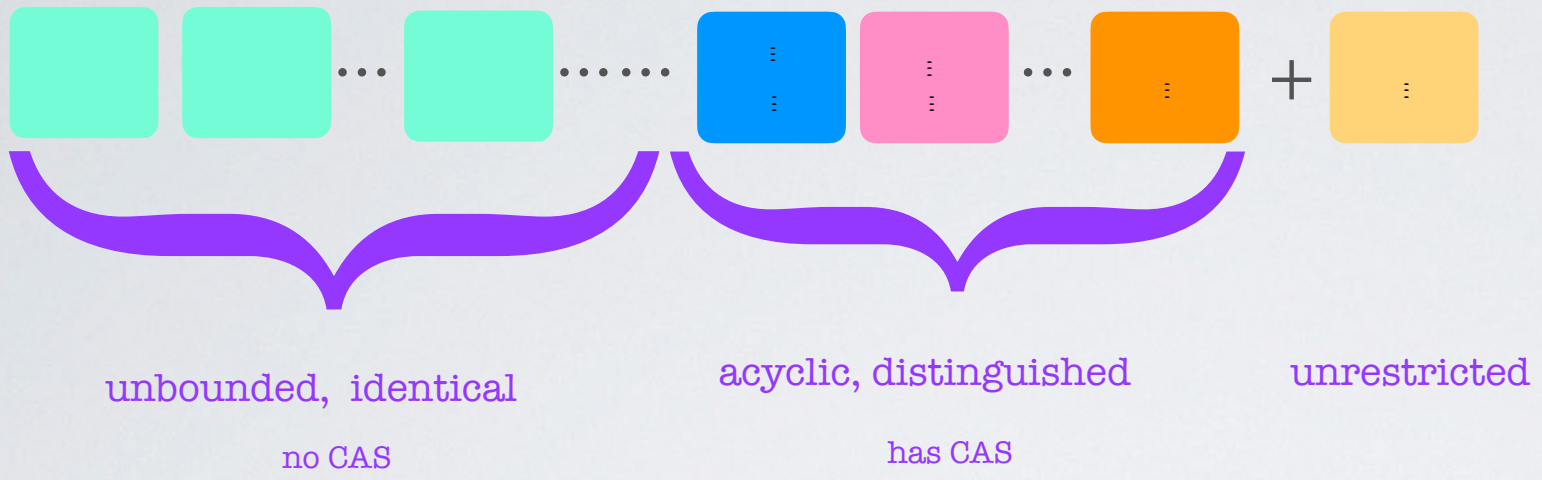 ... ...... ... +
unbounded, identical
acyclic, distinguished
unrestricted
no CAS
has CAS